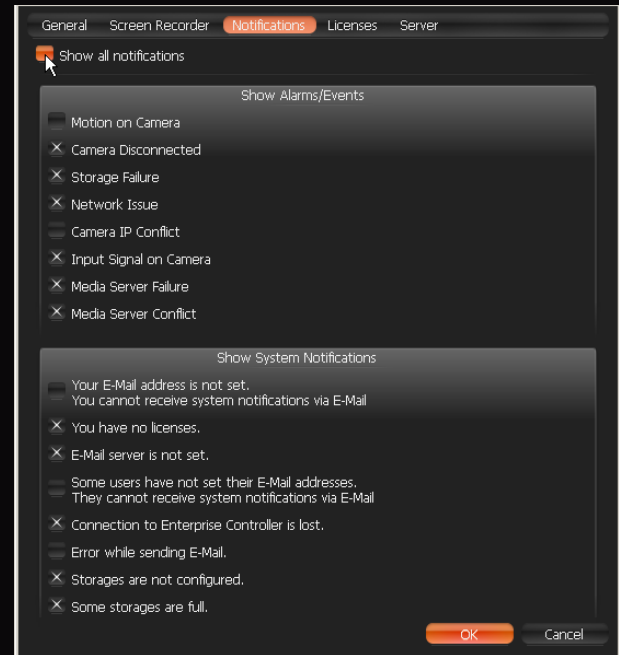 General Screen Recorder Notifications Licenses Server
Show all notifications
Show Alarms/Events
Motion on Camera
Camera Disconnected
Storage Failure
Network Issue
Camera IP Conflict
Input Signal on Camera
Media Server Failure
Media Server Conflict
Show System Notifications
Your E-Mail address is not set.
You cannot receive system notifications via E-Mail
You have no licenses.
E-Mail server is not set.
Some users have not set their E-Mail addresses.
They cannot receive system notifications via E-Mail
Connection to Enterprise Controller is lost.
Error while sending E-Mail.
Storages are not configured.
Some storages are full.
OK Cancel